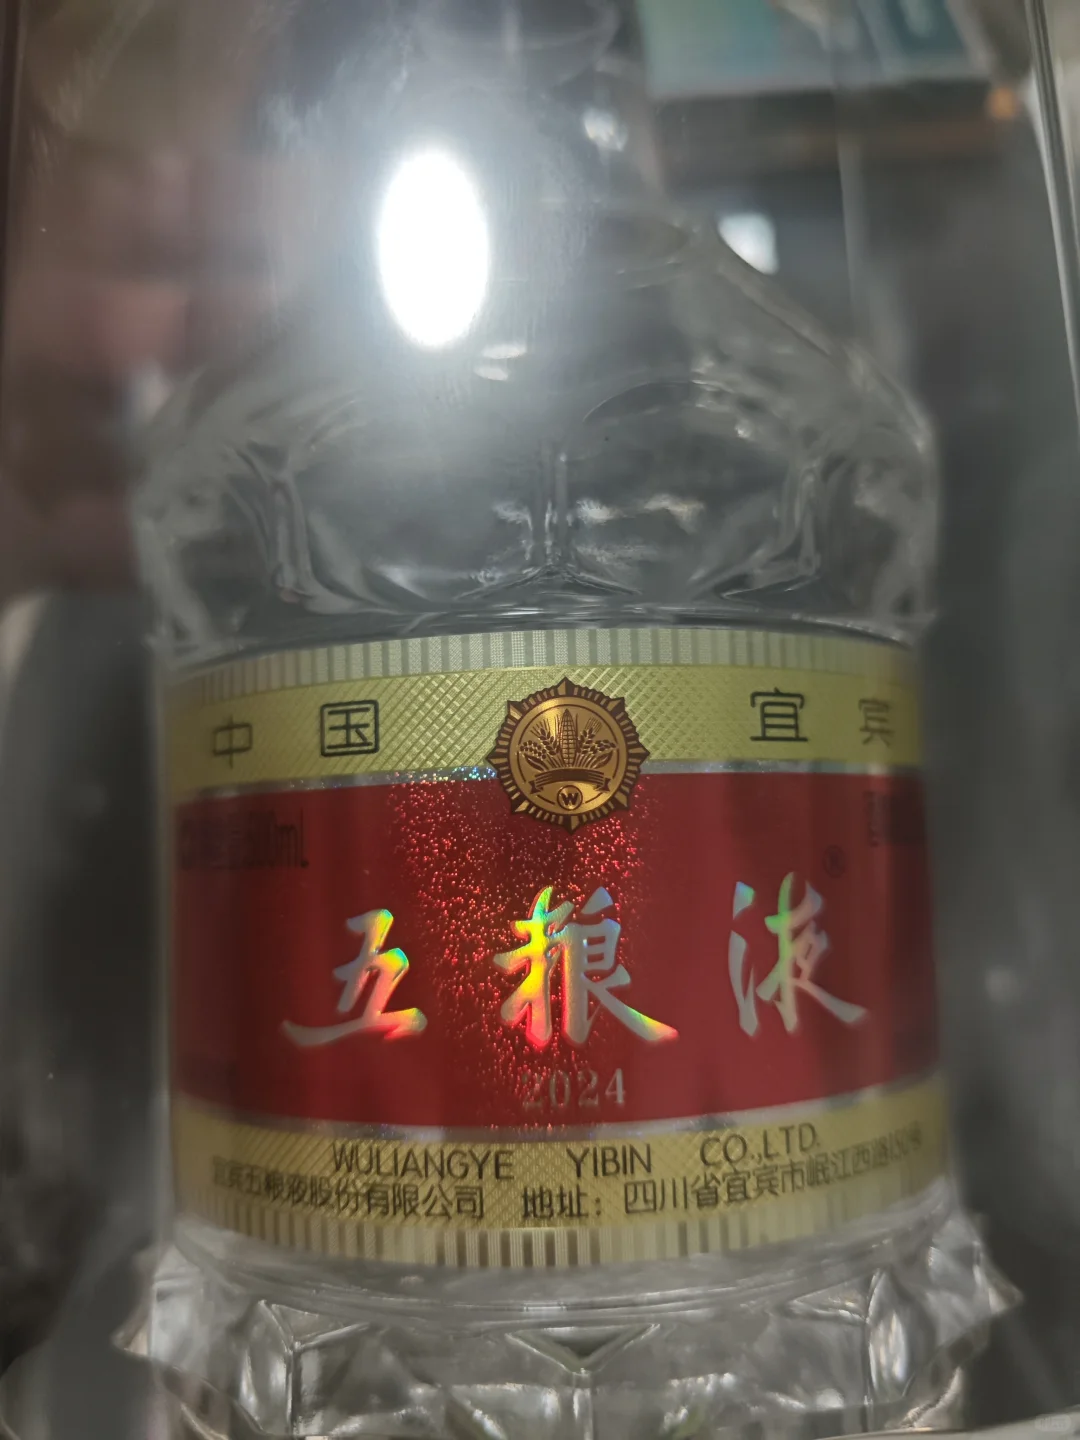 中国 宜宾
500ml
五粮液
®
2024
WULIANGYE YIBIN CO.,LTD.
宜宾五粮液股份有限公司 地址：四川省宜宾市岷江西路150号
W